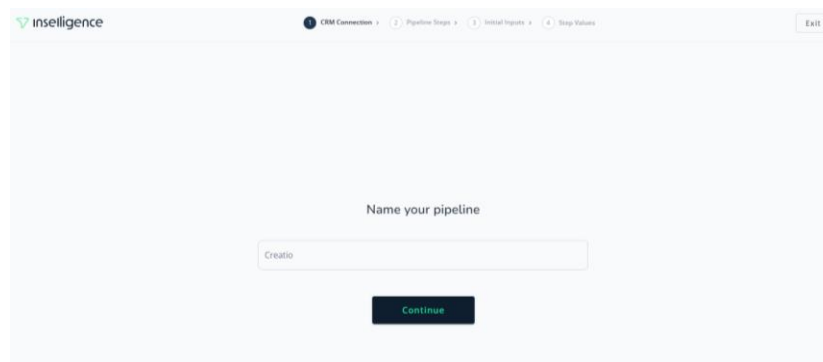 inselligence
1 CRM Connection › 2 Pipeline Steps › 3 Initial Inputs › 4 Step Values
Exit
Name your pipeline
Creatio
Continue